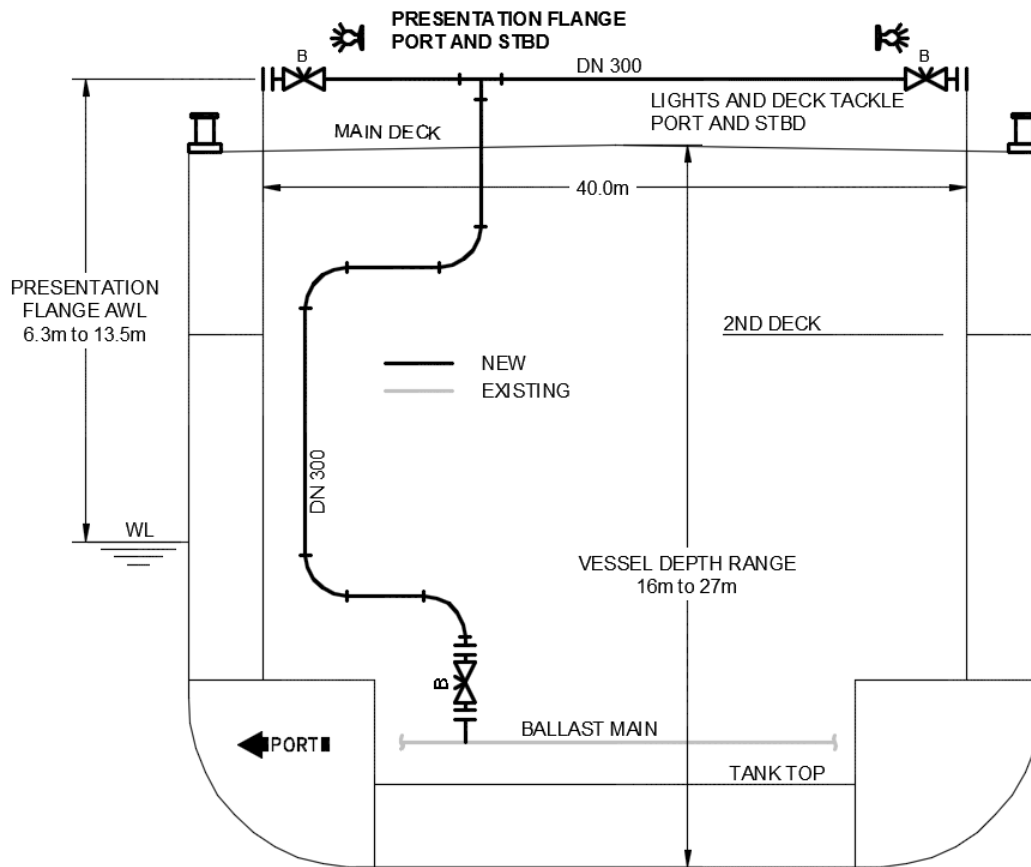 PRESENTATION FLANGE
PORT AND STBD
B
DN 300
B
LIGHTS AND DECK TACKLE
PORT AND STBD
MAIN DECK
40.0m
PRESENTATION
FLANGE AWL
6.3m to 13.5m
2ND DECK
NEW
EXISTING
DN 300
WL
VESSEL DEPTH RANGE
16m to 27m
B
PORT
BALLAST MAIN
TANK TOP